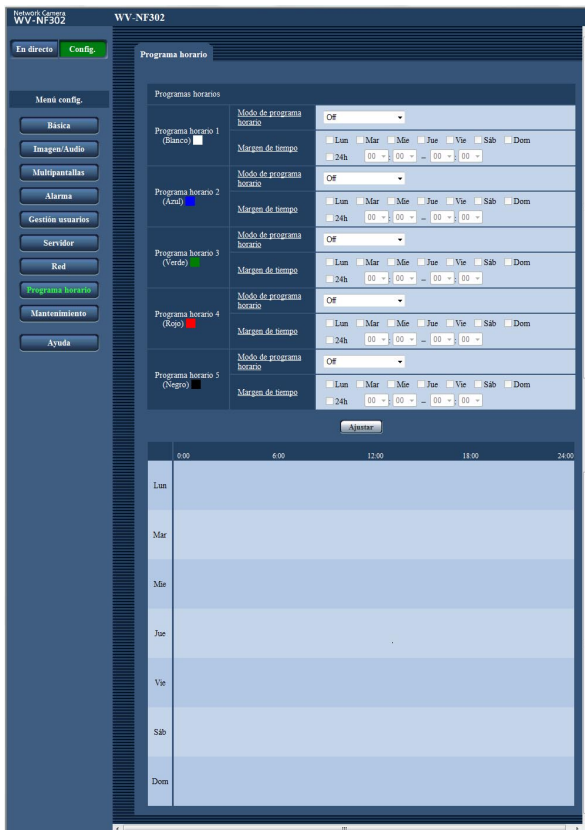 Network Camera
WV-NF302
WV-NF302
En directo
Config.
Menú config.
Básica
Imagen/Audio
Multipantallas
Alarma
Gestión usuarios
Servidor
Red
Programa horario
Mantenimiento
Ayuda
Programa horario
Programas horarios
Programa horario 1
(Blanco)
Modo de programa
horario
Off
Margen de tiempo
Lun Mar Mie Jue Vie Sáb Dom
24h 00 : 00 – 00 : 00
Programa horario 2
(Azul)
Modo de programa
horario
Off
Margen de tiempo
Lun Mar Mie Jue Vie Sáb Dom
24h 00 : 00 – 00 : 00
Programa horario 3
(Verde)
Modo de programa
horario
Off
Margen de tiempo
Lun Mar Mie Jue Vie Sáb Dom
24h 00 : 00 – 00 : 00
Programa horario 4
(Rojo)
Modo de programa
horario
Off
Margen de tiempo
Lun Mar Mie Jue Vie Sáb Dom
24h 00 : 00 – 00 : 00
Programa horario 5
(Negro)
Modo de programa
horario
Off
Margen de tiempo
Lun Mar Mie Jue Vie Sáb Dom
24h 00 : 00 – 00 : 00
Ajustar
0:00 6:00 12:00 18:00 24:00
Lun
Mar
Mie
Jue
Vie
Sáb
Dom